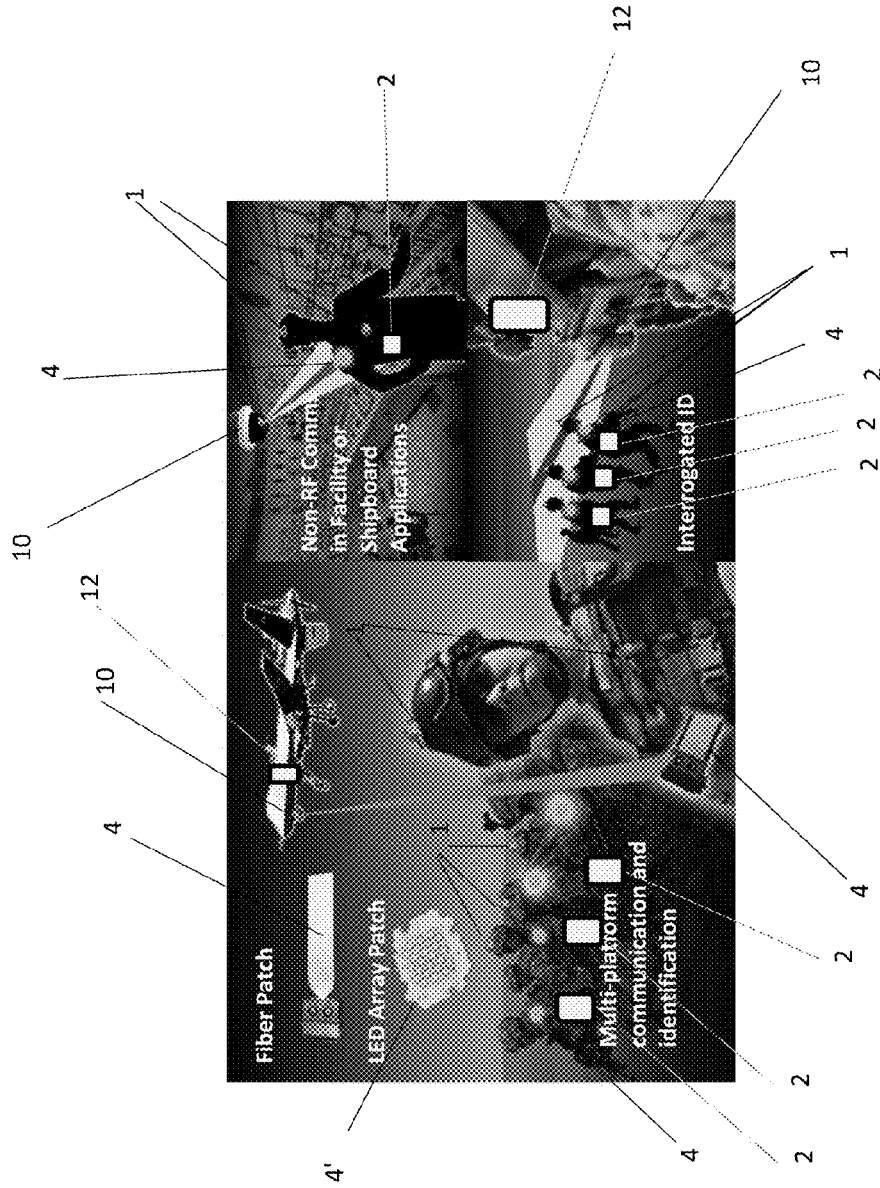 10
4
12
10
4
1
Fiber Patch
Non-RF Comm.
in Facility or
Shipboard
Applications
4'
LED Array Patch
1
2
1
12
Multi-platrorm
communication and
identification
Interrogated ID
4
2
2
2
4
2
2
2
4
1
10